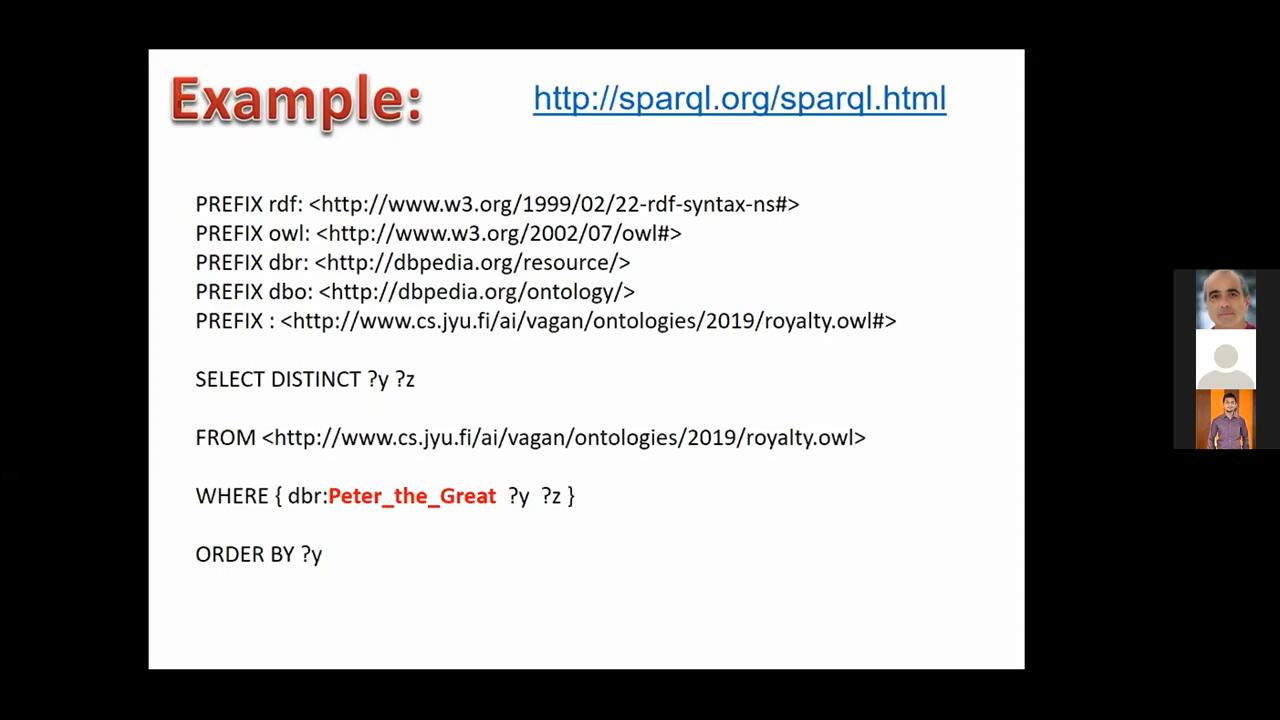 Example:
http://sparql.org/sparql.html
PREFIX rdf: <http://www.w3.org/1999/02/22-rdf-syntax-ns#>
PREFIX owl: <http://www.w3.org/2002/07/owl#>
PREFIX dbr: <http://dbpedia.org/resource/>
PREFIX dbo: <http://dbpedia.org/ontology/>
PREFIX : <http://www.cs.jyu.fi/ai/vagan/ontologies/2019/royalty.owl#>
SELECT DISTINCT ?y ?z
FROM <http://www.cs.jyu.fi/ai/vagan/ontologies/2019/royalty.owl>
WHERE { dbr:Peter_the_Great ?y ?z }
ORDER BY ?y